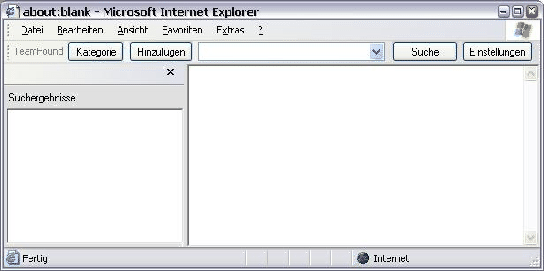 about:blank - Microsoft Internet Explorer
Datei Bearbeiten Ansicht Favoriten Extras ?
TeamFound Kategorie Hinzufügen Suche Einstellungen
Suchergebnisse
Fertig Internet